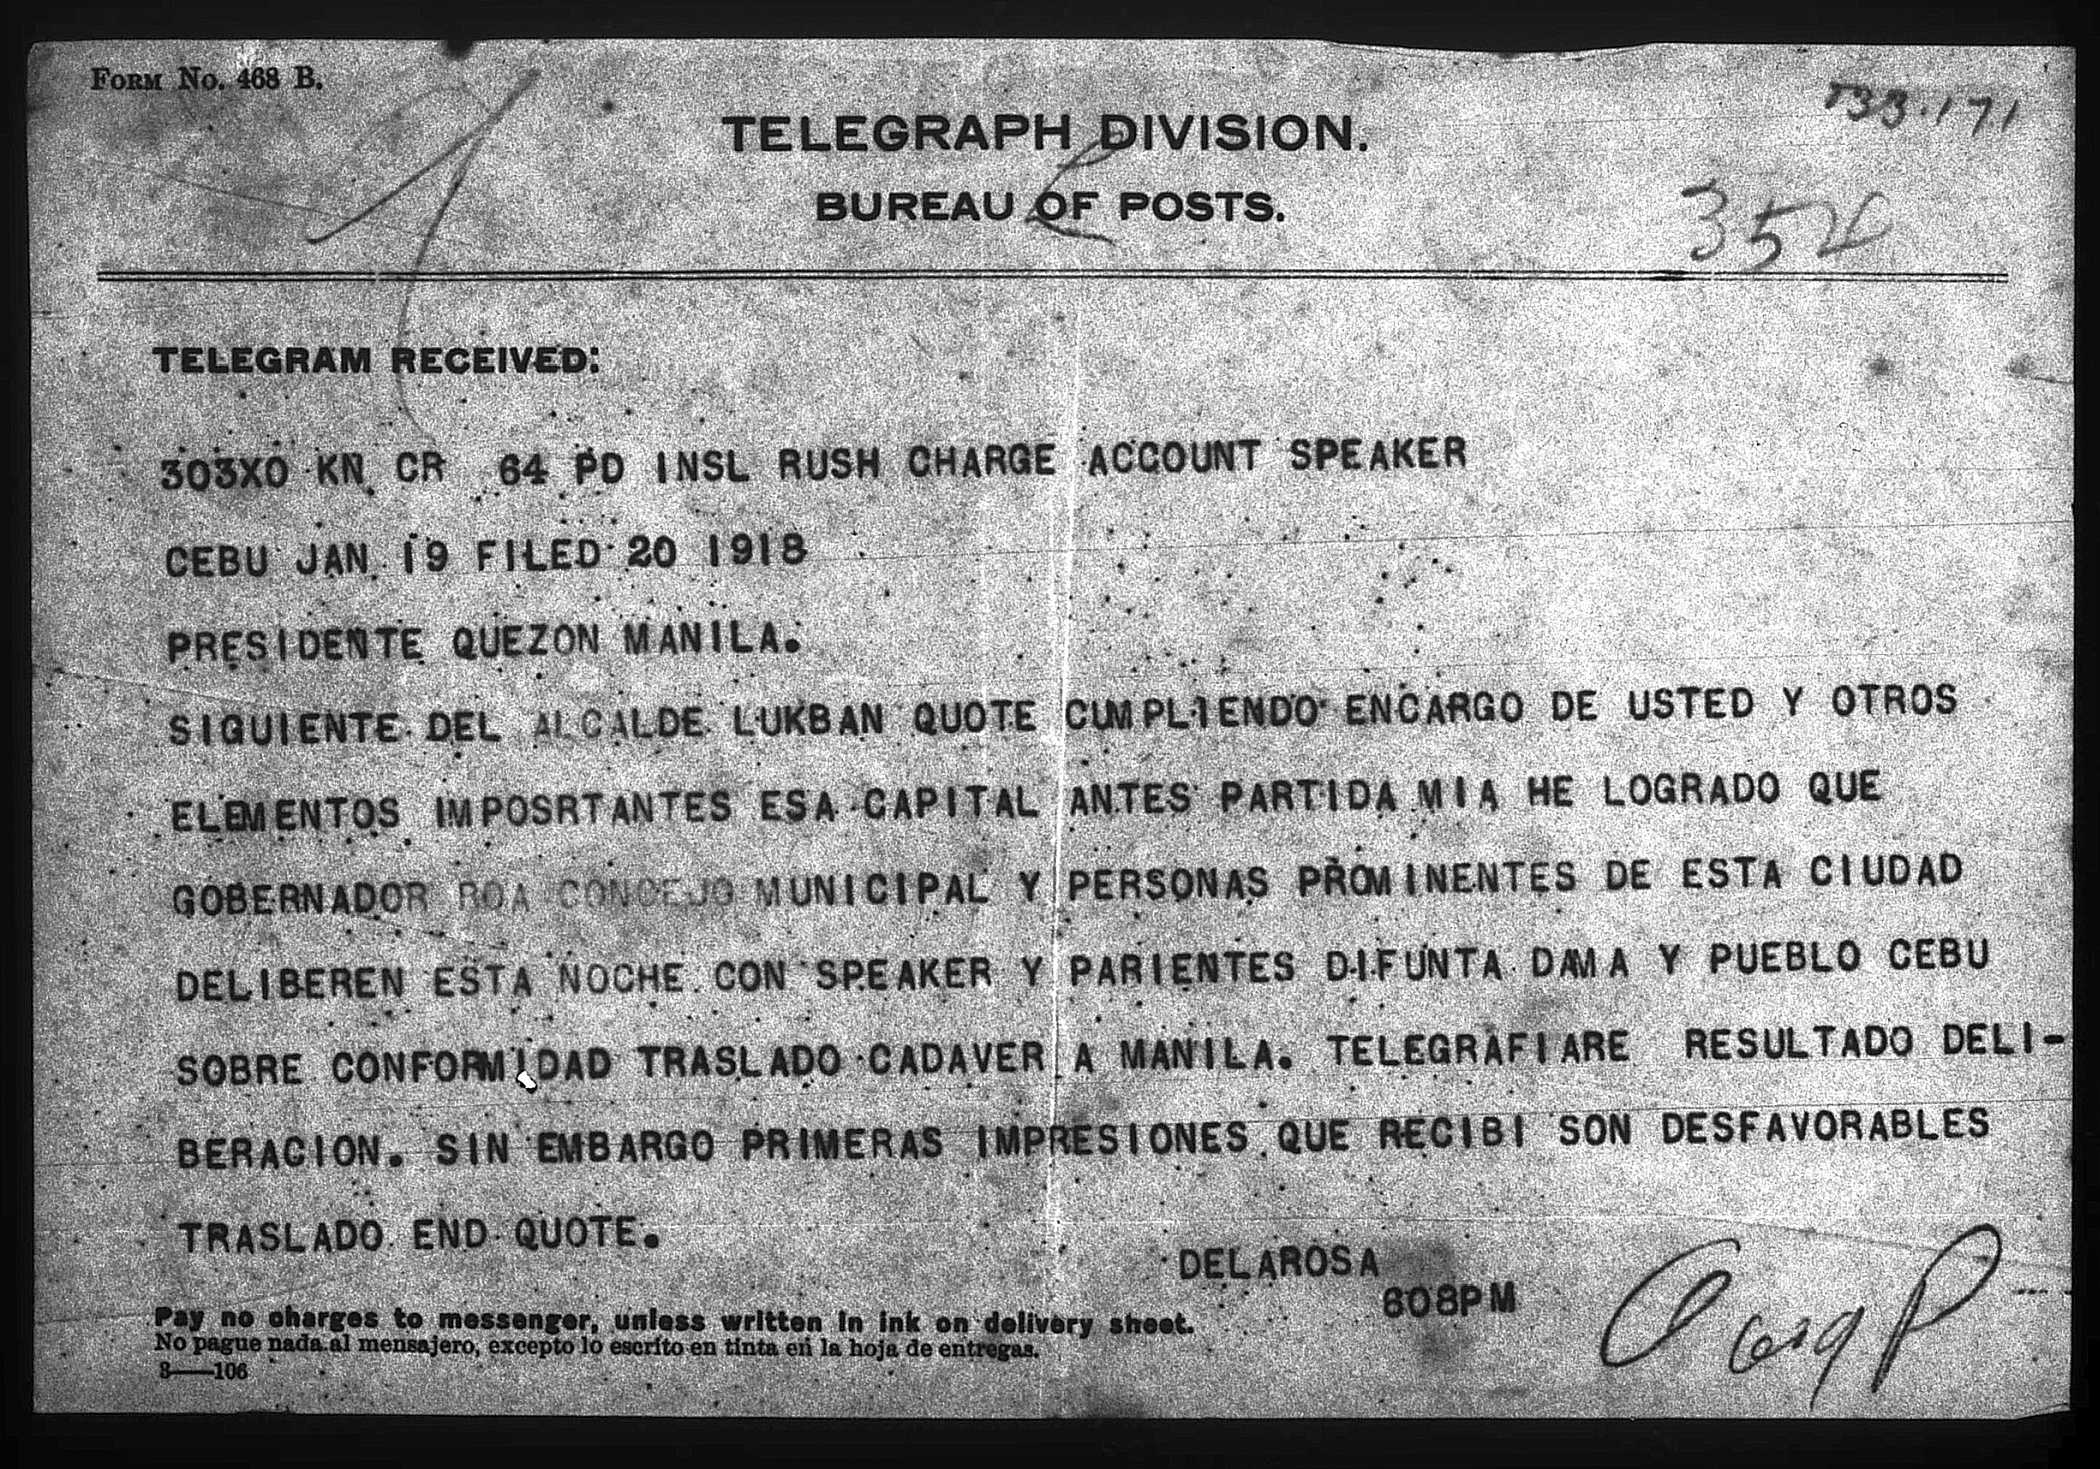 FORM NO. 468 B.
TELEGRAPH DIVISION.
BUREAU OF POSTS.
TELEGRAM RECEIVED:
303XO KN CR 64 PD INSL RUSH CHARGE ACCOUNT SPEAKER
CEBU JAN 19 FILED 20 1918
PRESIDENTE QUEZON MANILA.
SIGUIENTE DEL ALCALDE LUKBAN QUOTE CUMPLIENDO ENCARGO DE USTED Y OTROS
ELEMENTOS IMPOSRTANTES ESA CAPITAL ANTES PARTIDA MIA HE LOGRADO QUE
GOBERNADOR ROA CONCEJO MUNICIPAL Y PERSONAS PROMINENTES DE ESTA CIUDAD
DELIBEREN ESTA NOCHE CON SPEAKER Y PARIENTES DIFUNTA DAMA Y PUEBLO CEBU
SOBRE CONFORMIDAD TRASLADO CADAVER A MANILA. TELEGRAFIARE RESULTADO DELI-
BERACION. SIN EMBARGO PRIMERAS IMPRESIONES QUE RECIBI SON DESFAVORABLES
TRASLADO END QUOTE.
DELAROSA
608PM
Pay no charges to messenger, unless written in ink on delivery sheet.
No pague nada al mensajero, excepto lo escrito en tinta en la hoja de entregas.
3—106